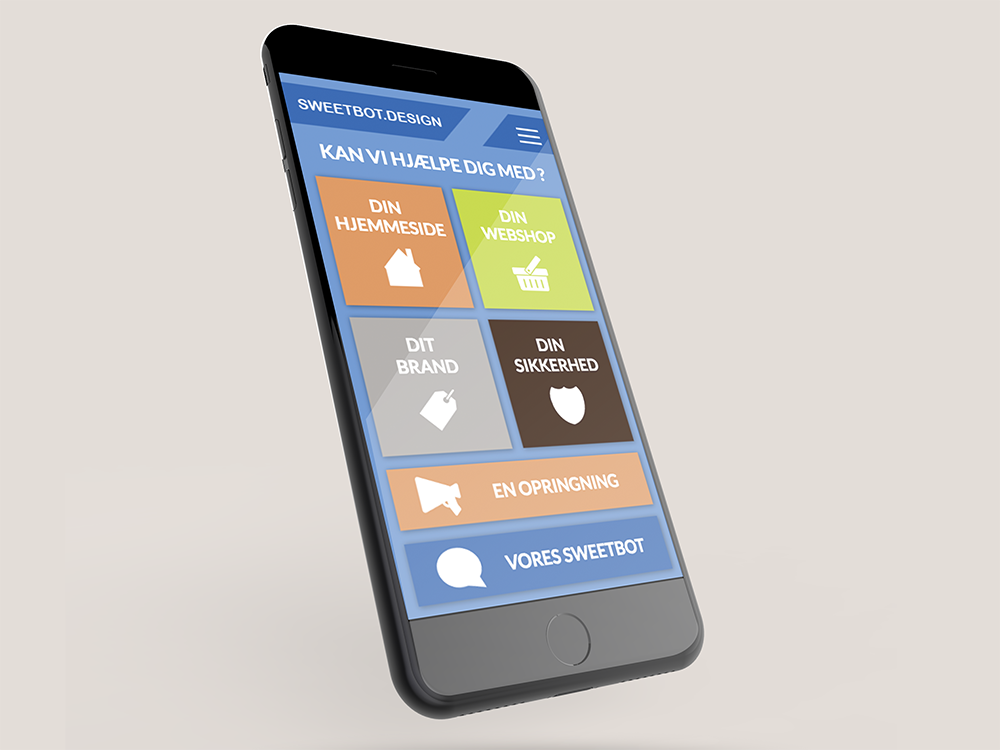 SWEETBOT.DESIGN
KAN VI HJÆLPE DIG MED?
DIN
HJEMMESIDE
DIN
WEBSHOP
DIT
BRAND
DIN
SIKKERHED
EN OPRINGNING
VORES SWEETBOT